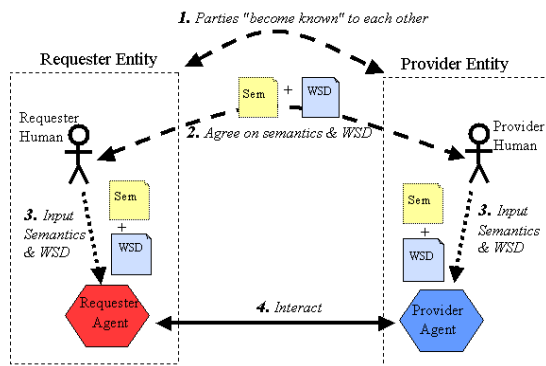 1. Parties "become known" to each other
Requester Entity
Provider Entity
Sem
+
WSD
Requester
Human
2. Agree on semantics & WSD
Provider
Human
3. Input
Semantics
& WSD
Sem
+
WSD
Sem
+
WSD
3. Input
Semantics
& WSD
Requester
Agent
4. Interact
Provider
Agent